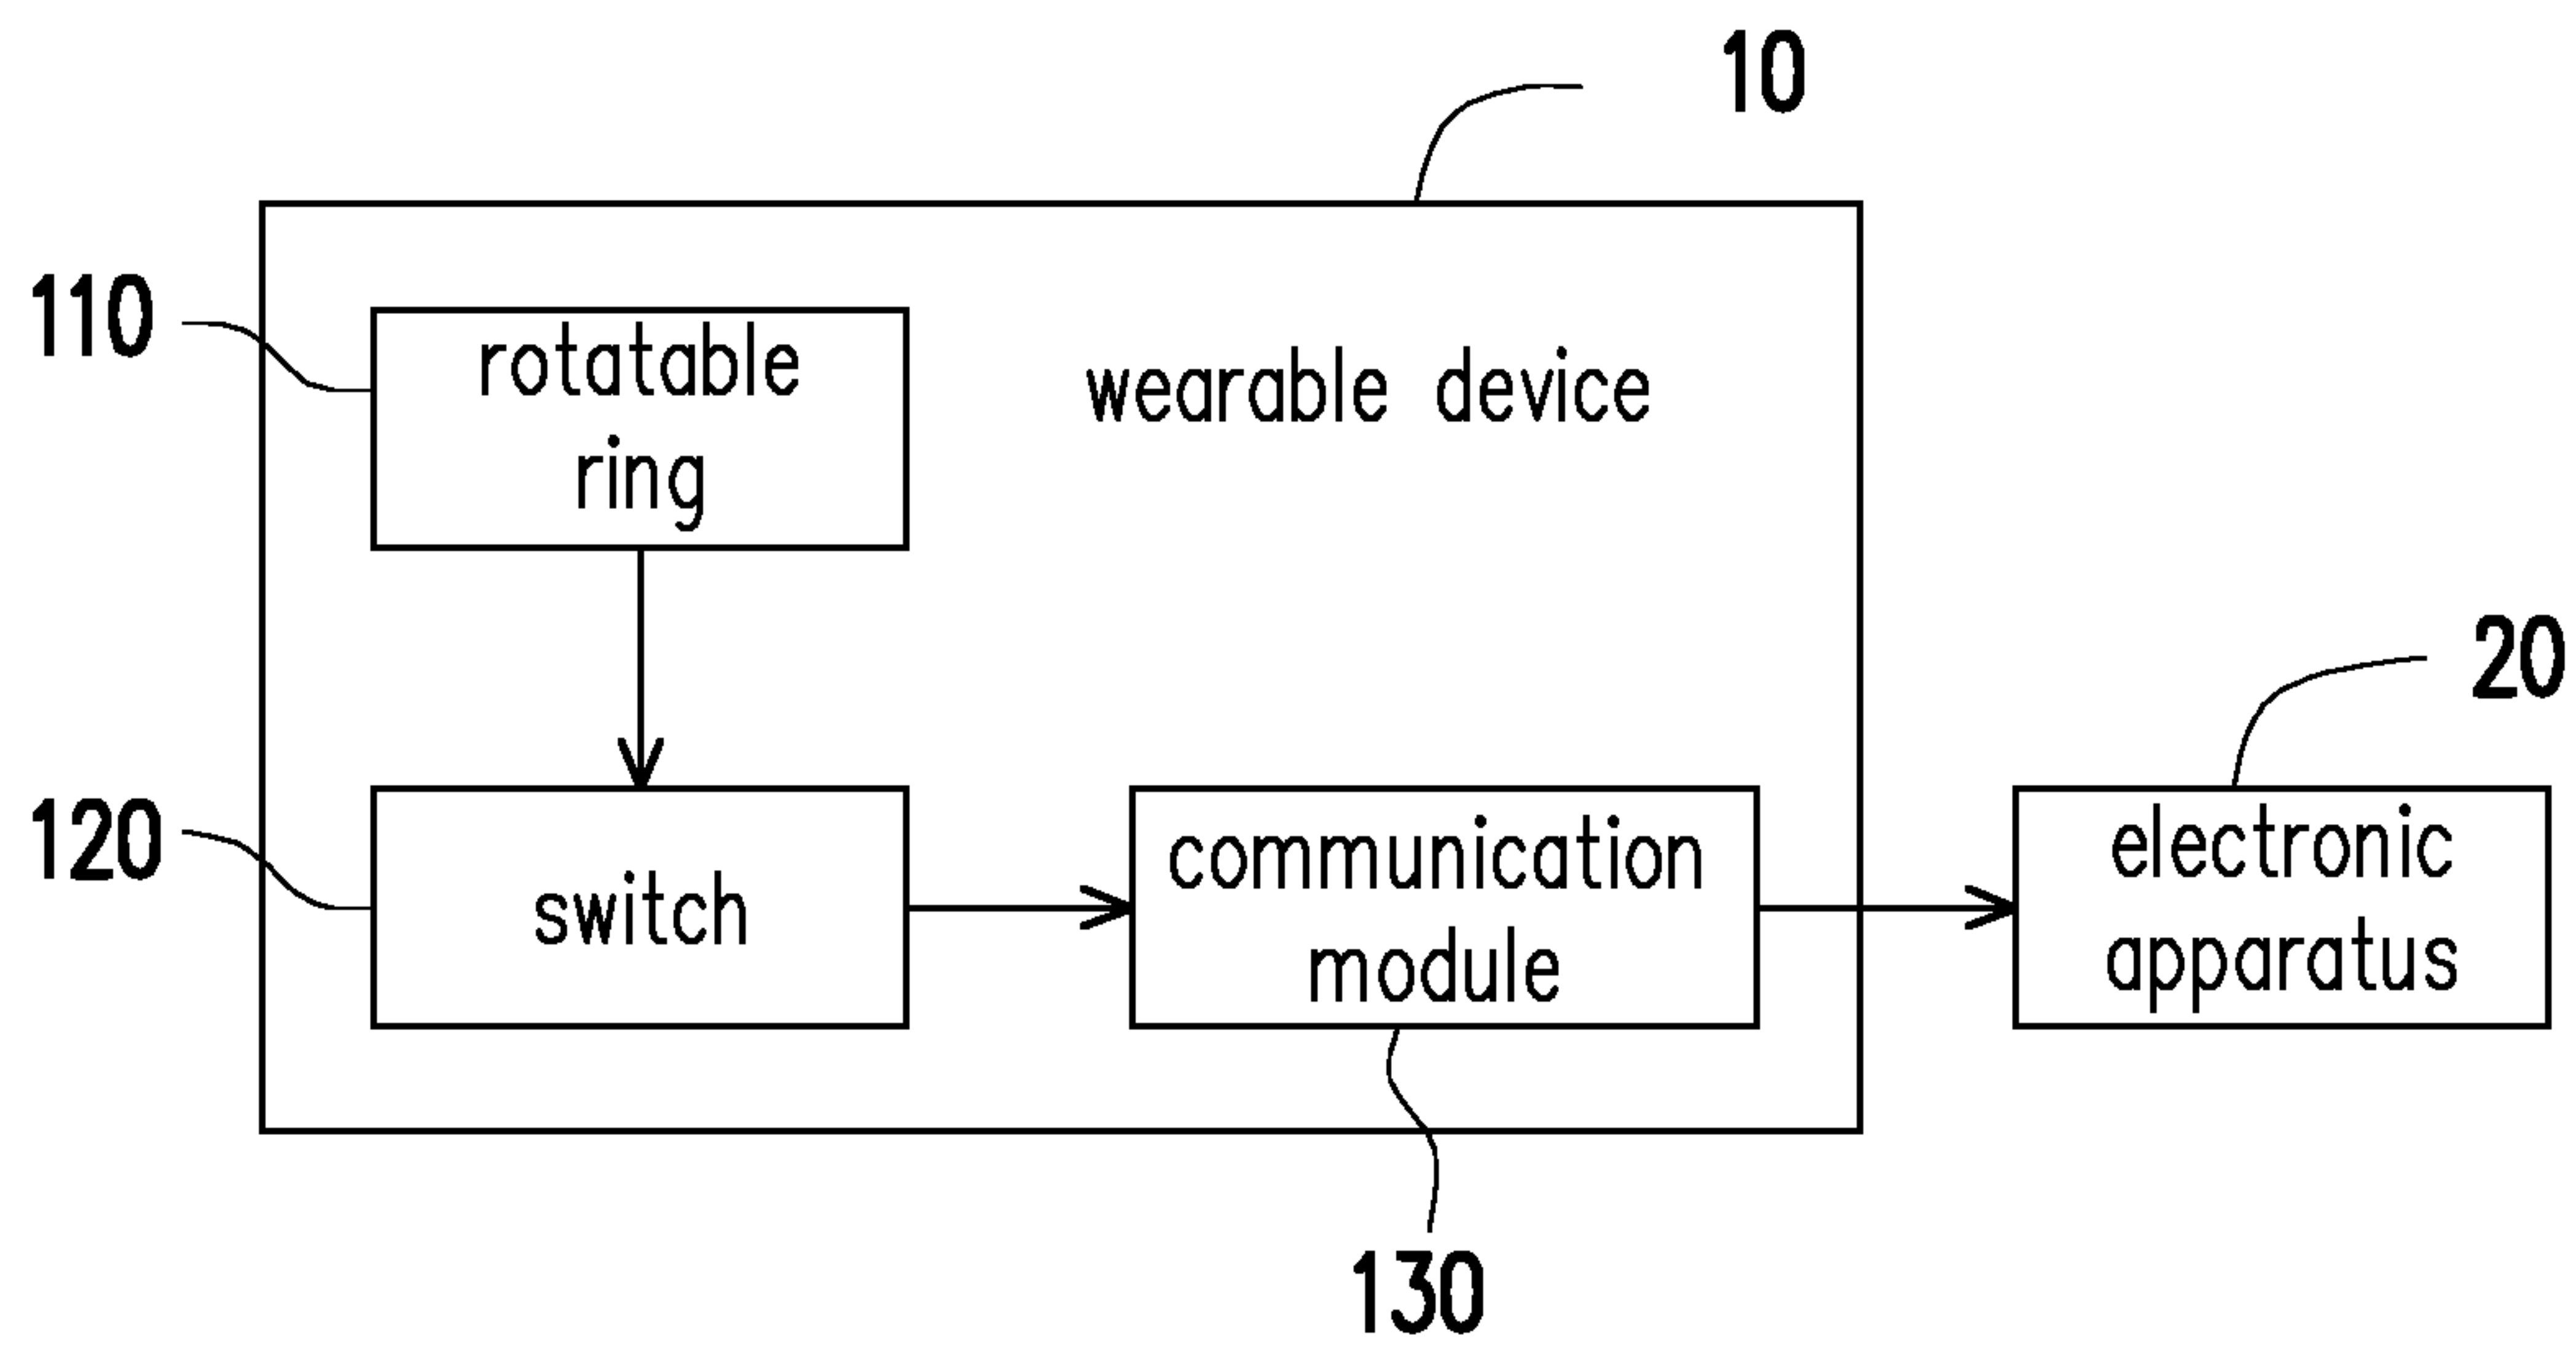 10
110
rotatable
ring
wearable device
20
120
switch
communication
module
electronic
apparatus
130